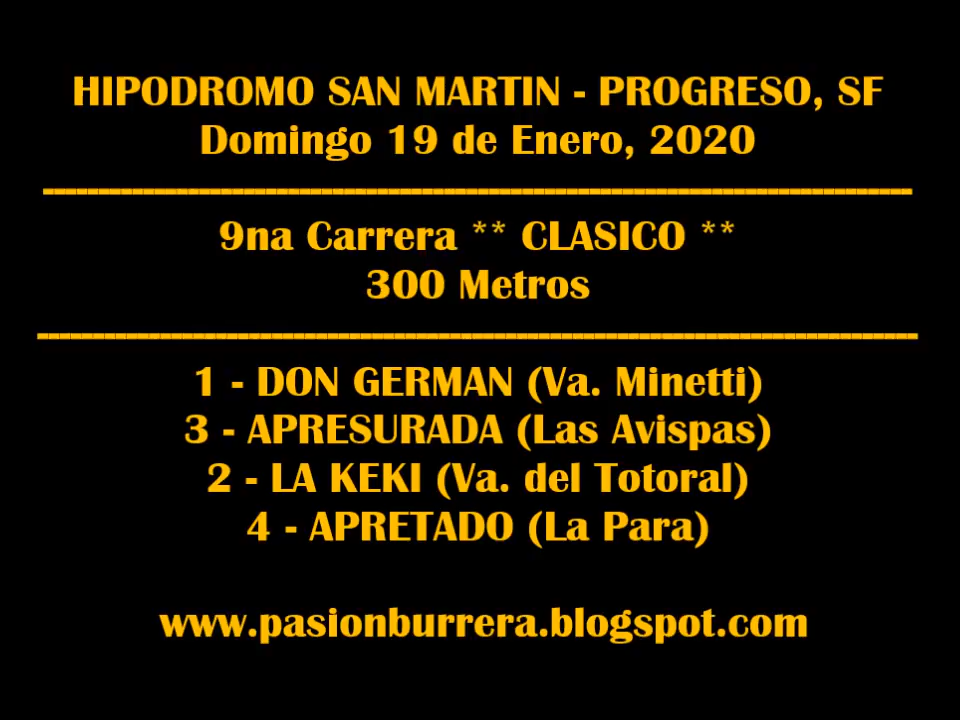 HIPODROMO SAN MARTIN - PROGRESO, SF
Domingo 19 de Enero, 2020
--------------------------------------------------------------------------------
9na Carrera ** CLASICO **
300 Metros
--------------------------------------------------------------------------------
1 - DON GERMAN (Va. Minetti)
3 - APRESURADA (Las Avispas)
2 - LA KEKI (Va. del Totoral)
4 - APRETADO (La Para)
www.pasionburrera.blogspot.com